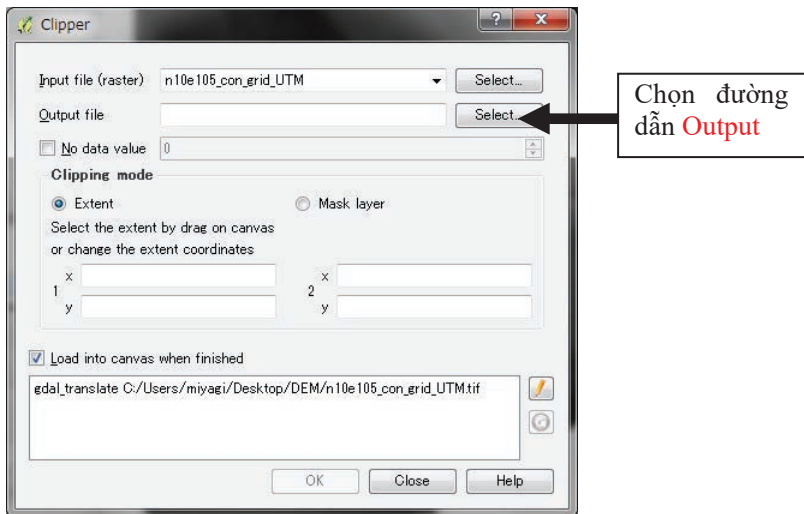 Clipper
Input file (raster) n10e105_con_grid_UTM Select...
Output file Select...
Chọn đường
dẫn Output
No data value 0
Clipping mode
Extent Mask layer
Select the extent by drag on canvas
or change the extent coordinates
x x
1 2
y y
Load into canvas when finished
gdal_translate C:/Users/miyagi/Desktop/DEM/n10e105_con_grid_UTM.tif
OK Close Help